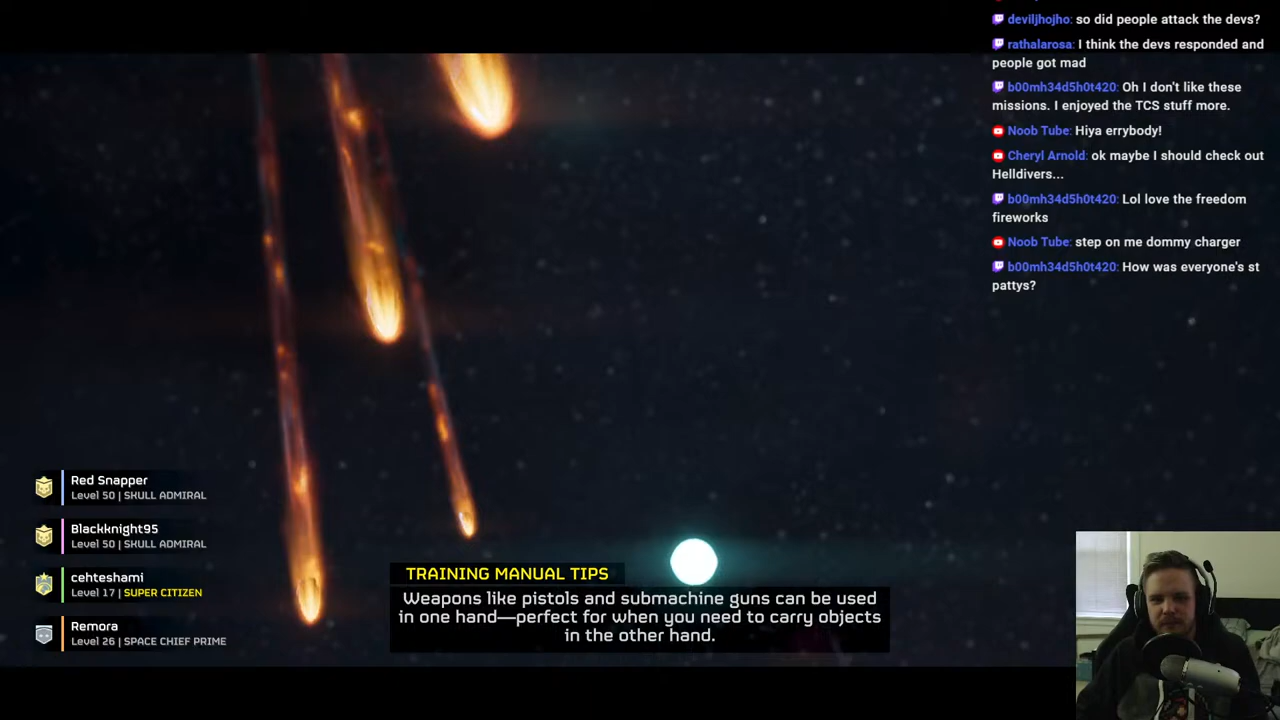 deviljhojho: so did people attack the devs?
rathalarosa: I think the devs responded and
people got mad
b00mh34d5h0t420: Oh I don't like these
missions. I enjoyed the TCS stuff more.
Noob Tube: Hiya errybody!
Cheryl Arnold: ok maybe I should check out
Helldivers...
b00mh34d5h0t420: Lol love the freedom
fireworks
Noob Tube: step on me dommy charger
b00mh34d5h0t420: How was everyone's st
pattys?
Red Snapper
Level 50 | SKULL ADMIRAL
Blackknight95
Level 50 | SKULL ADMIRAL
cehteshami
Level 17 | SUPER CITIZEN
Remora
Level 26 | SPACE CHIEF PRIME
TRAINING MANUAL TIPS
Weapons like pistols and submachine guns can be used
in one hand—perfect for when you need to carry objects
in the other hand.